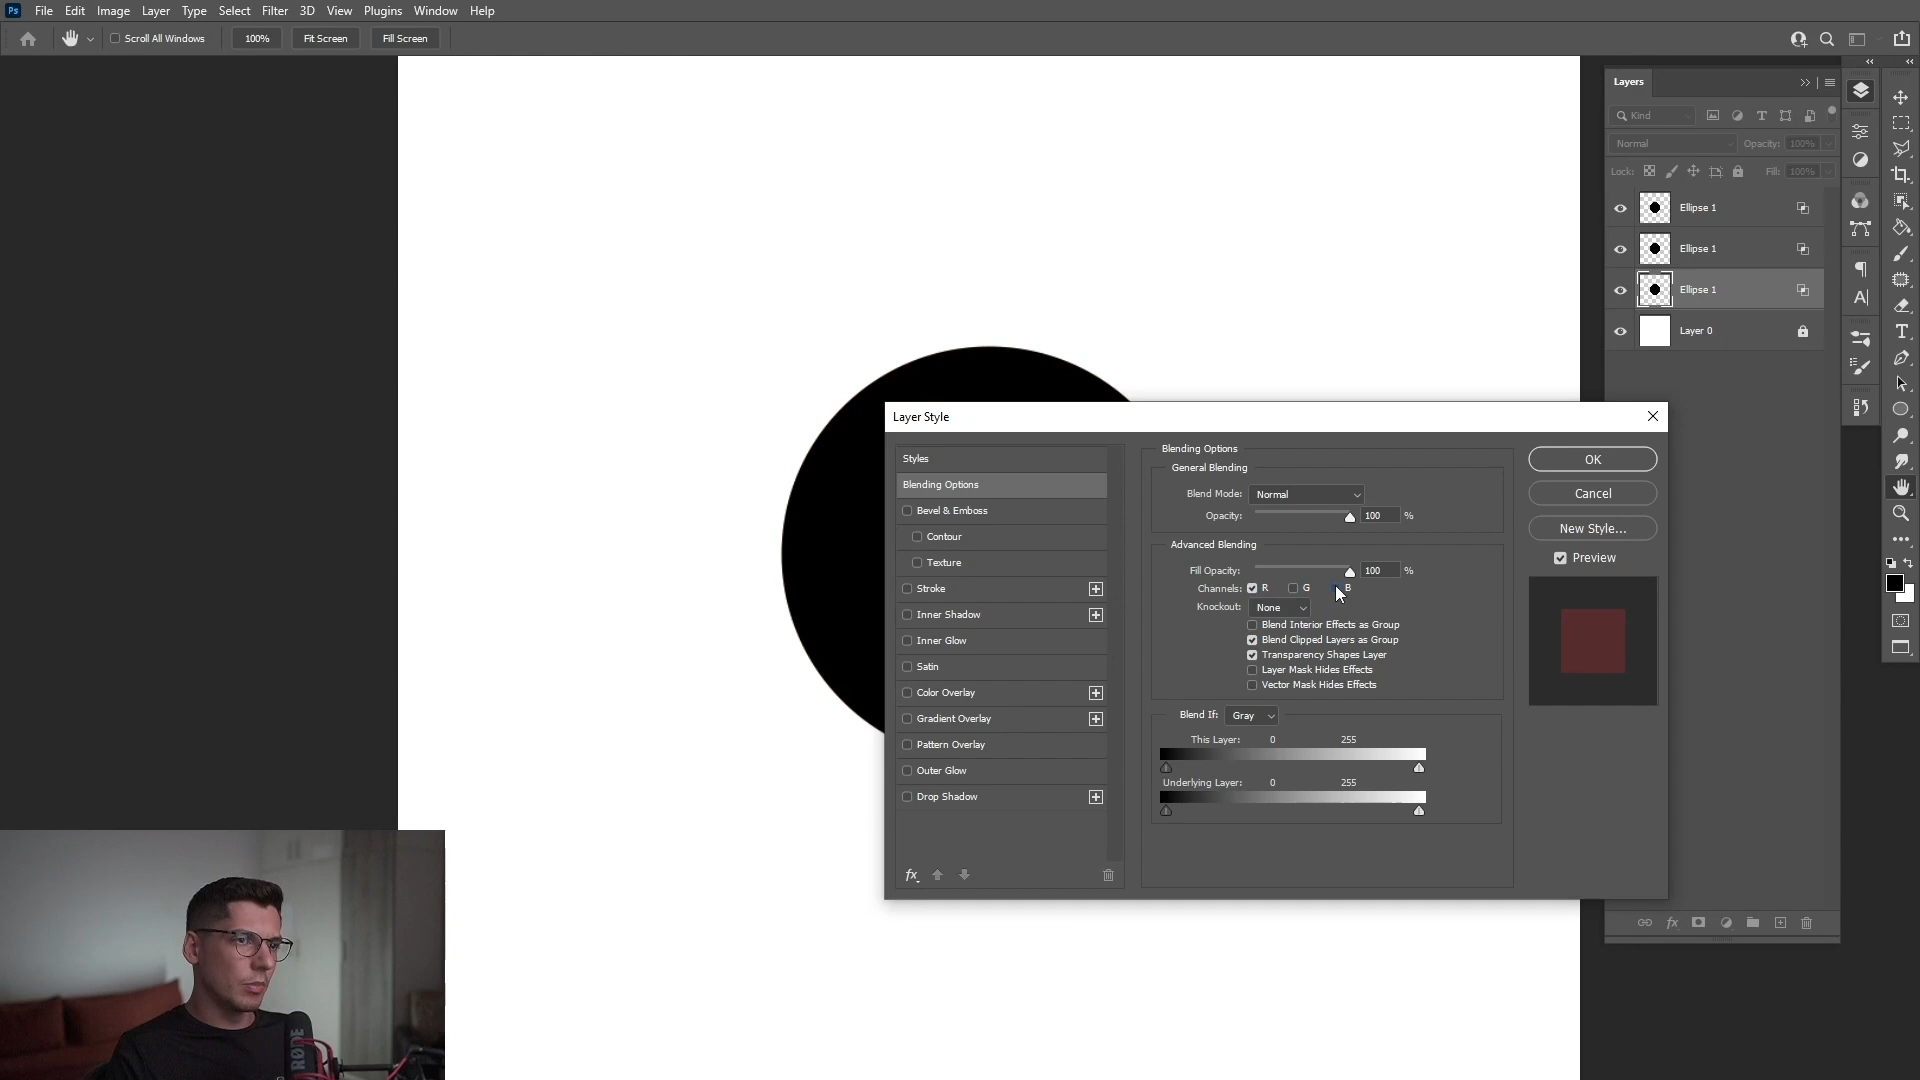 Ps File Edit Image Layer Type Select Filter 3D View Plugins Window Help
Scroll All Windows 100% Fit Screen Fill Screen
Layers
Kind
Normal Opacity: 100%
Lock: Fill: 100%
Ellipse 1
Ellipse 1
Ellipse 1
Layer 0
Layer Style
Styles
Blending Options
Bevel & Emboss
Contour
Texture
Stroke
Inner Shadow
Inner Glow
Satin
Color Overlay
Gradient Overlay
Pattern Overlay
Outer Glow
Drop Shadow
fx
Blending Options
General Blending
Blend Mode: Normal
Opacity: 100 %
Advanced Blending
Fill Opacity: 100 %
Channels: R G B
Knockout: None
Blend Interior Effects as Group
Blend Clipped Layers as Group
Transparency Shapes Layer
Layer Mask Hides Effects
Vector Mask Hides Effects
Blend If: Gray
This Layer: 0 255
Underlying Layer: 0 255
OK
Cancel
New Style...
Preview
fx
RØDE